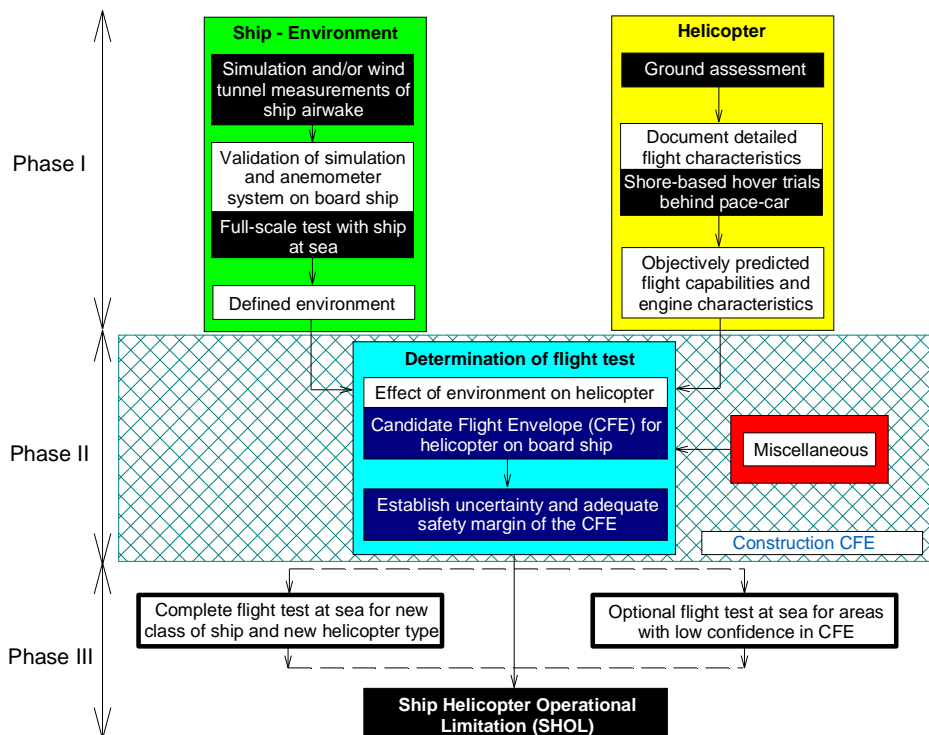 Phase I
Ship - Environment
Simulation and/or wind
tunnel measurements of
ship airwake
Validation of simulation
and anemometer
system on board ship
Full-scale test with ship
at sea
Defined environment
Helicopter
Ground assessment
Document detailed
flight characteristics
Shore-based hover trials
behind pace-car
Objectively predicted
flight capabilities and
engine characteristics
Phase II
Determination of flight test
Effect of environment on helicopter
Candidate Flight Envelope (CFE) for
helicopter on board ship
Establish uncertainty and adequate
safety margin of the CFE
Miscellaneous
Construction CFE
Phase III
Complete flight test at sea for new
class of ship and new helicopter type
Optional flight test at sea for areas
with low confidence in CFE
Ship Helicopter Operational
Limitation (SHOL)